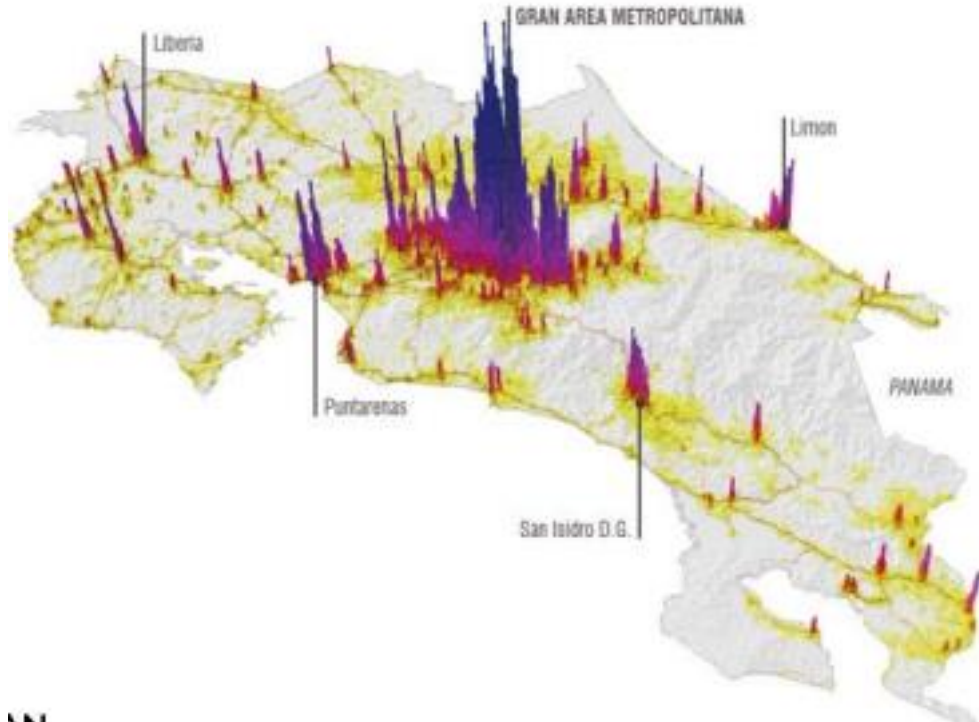 GRAN AREA METROPOLITANA
Liberia
Limon
PANAMA
Puntarenas
San Isidro D.G.